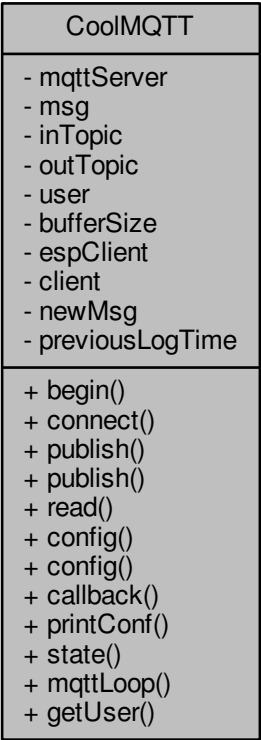 CoolMQTT
- mqttServer
- msg
- inTopic
- outTopic
- user
- bufferSize
- espClient
- client
- newMsg
- previousLogTime
+ begin()
+ connect()
+ publish()
+ publish()
+ read()
+ config()
+ config()
+ callback()
+ printConf()
+ state()
+ mqttLoop()
+ getUser()